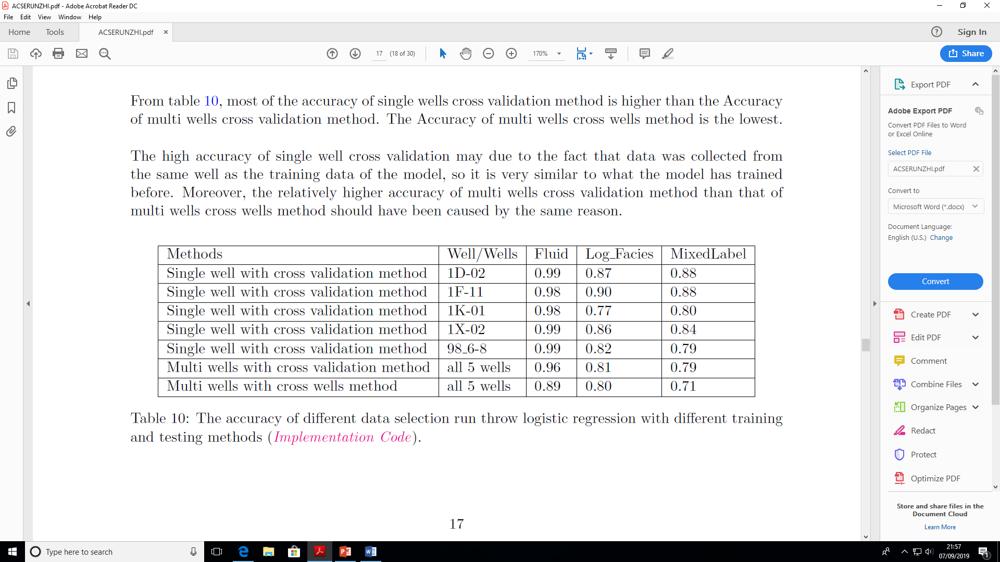 ACSERUNZHI.pdf - Adobe Acrobat Reader DC
File Edit View Window Help
Home Tools ACSERUNZHI.pdf Sign In
17 (18 of 30) 170% Share
From table 10, most of the accuracy of single wells cross validation method is higher than the Accuracy
of multi wells cross validation method. The Accuracy of multi wells cross wells method is the lowest.
The high accuracy of single well cross validation may due to the fact that data was collected from
the same well as the training data of the model, so it is very similar to what the model has trained
before. Moreover, the relatively higher accuracy of multi wells cross validation method than that of
multi wells cross wells method should have been caused by the same reason.
Methods Well/Wells Fluid Log_Facies MixedLabel
Single well with cross validation method 1D-02 0.99 0.87 0.88
Single well with cross validation method 1F-11 0.98 0.90 0.88
Single well with cross validation method 1K-01 0.98 0.77 0.80
Single well with cross validation method 1X-02 0.99 0.86 0.84
Single well with cross validation method 98_6-8 0.99 0.82 0.79
Multi wells with cross validation method all 5 wells 0.96 0.81 0.79
Multi wells with cross wells method all 5 wells 0.89 0.80 0.71
Table 10: The accuracy of different data selection run throw logistic regression with different training
and testing methods (Implementation Code).
17
Export PDF
Adobe Export PDF
Convert PDF Files to Word
or Excel Online
Select PDF File
ACSERUNZHI.pdf
Convert to
Microsoft Word (*.docx)
Document Language:
English (U.S.) Change
Convert
Create PDF
Edit PDF
Comment
Combine Files
Organize Pages
Redact
Protect
Optimize PDF
Store and share files in the
Document Cloud
Learn More
Type here to search
21:57
07/09/2019
1